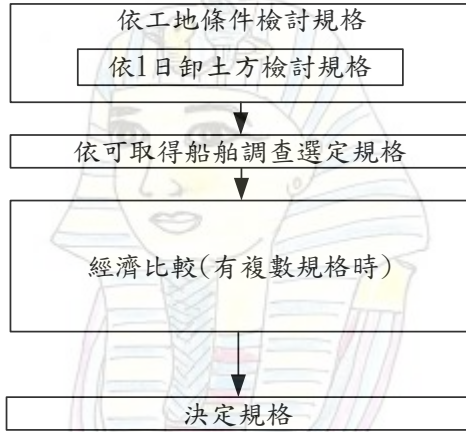 依工地條件檢討規格
依1日卸土方檢討規格
依可取得船舶調查選定規格
經濟比較(有複數規格時)
決定規格